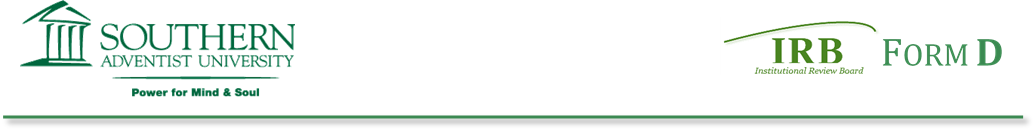 SOUTHERN
ADVENTIST UNIVERSITY
Power for Mind & Soul
IRB
Institutional Review Board
FORM D